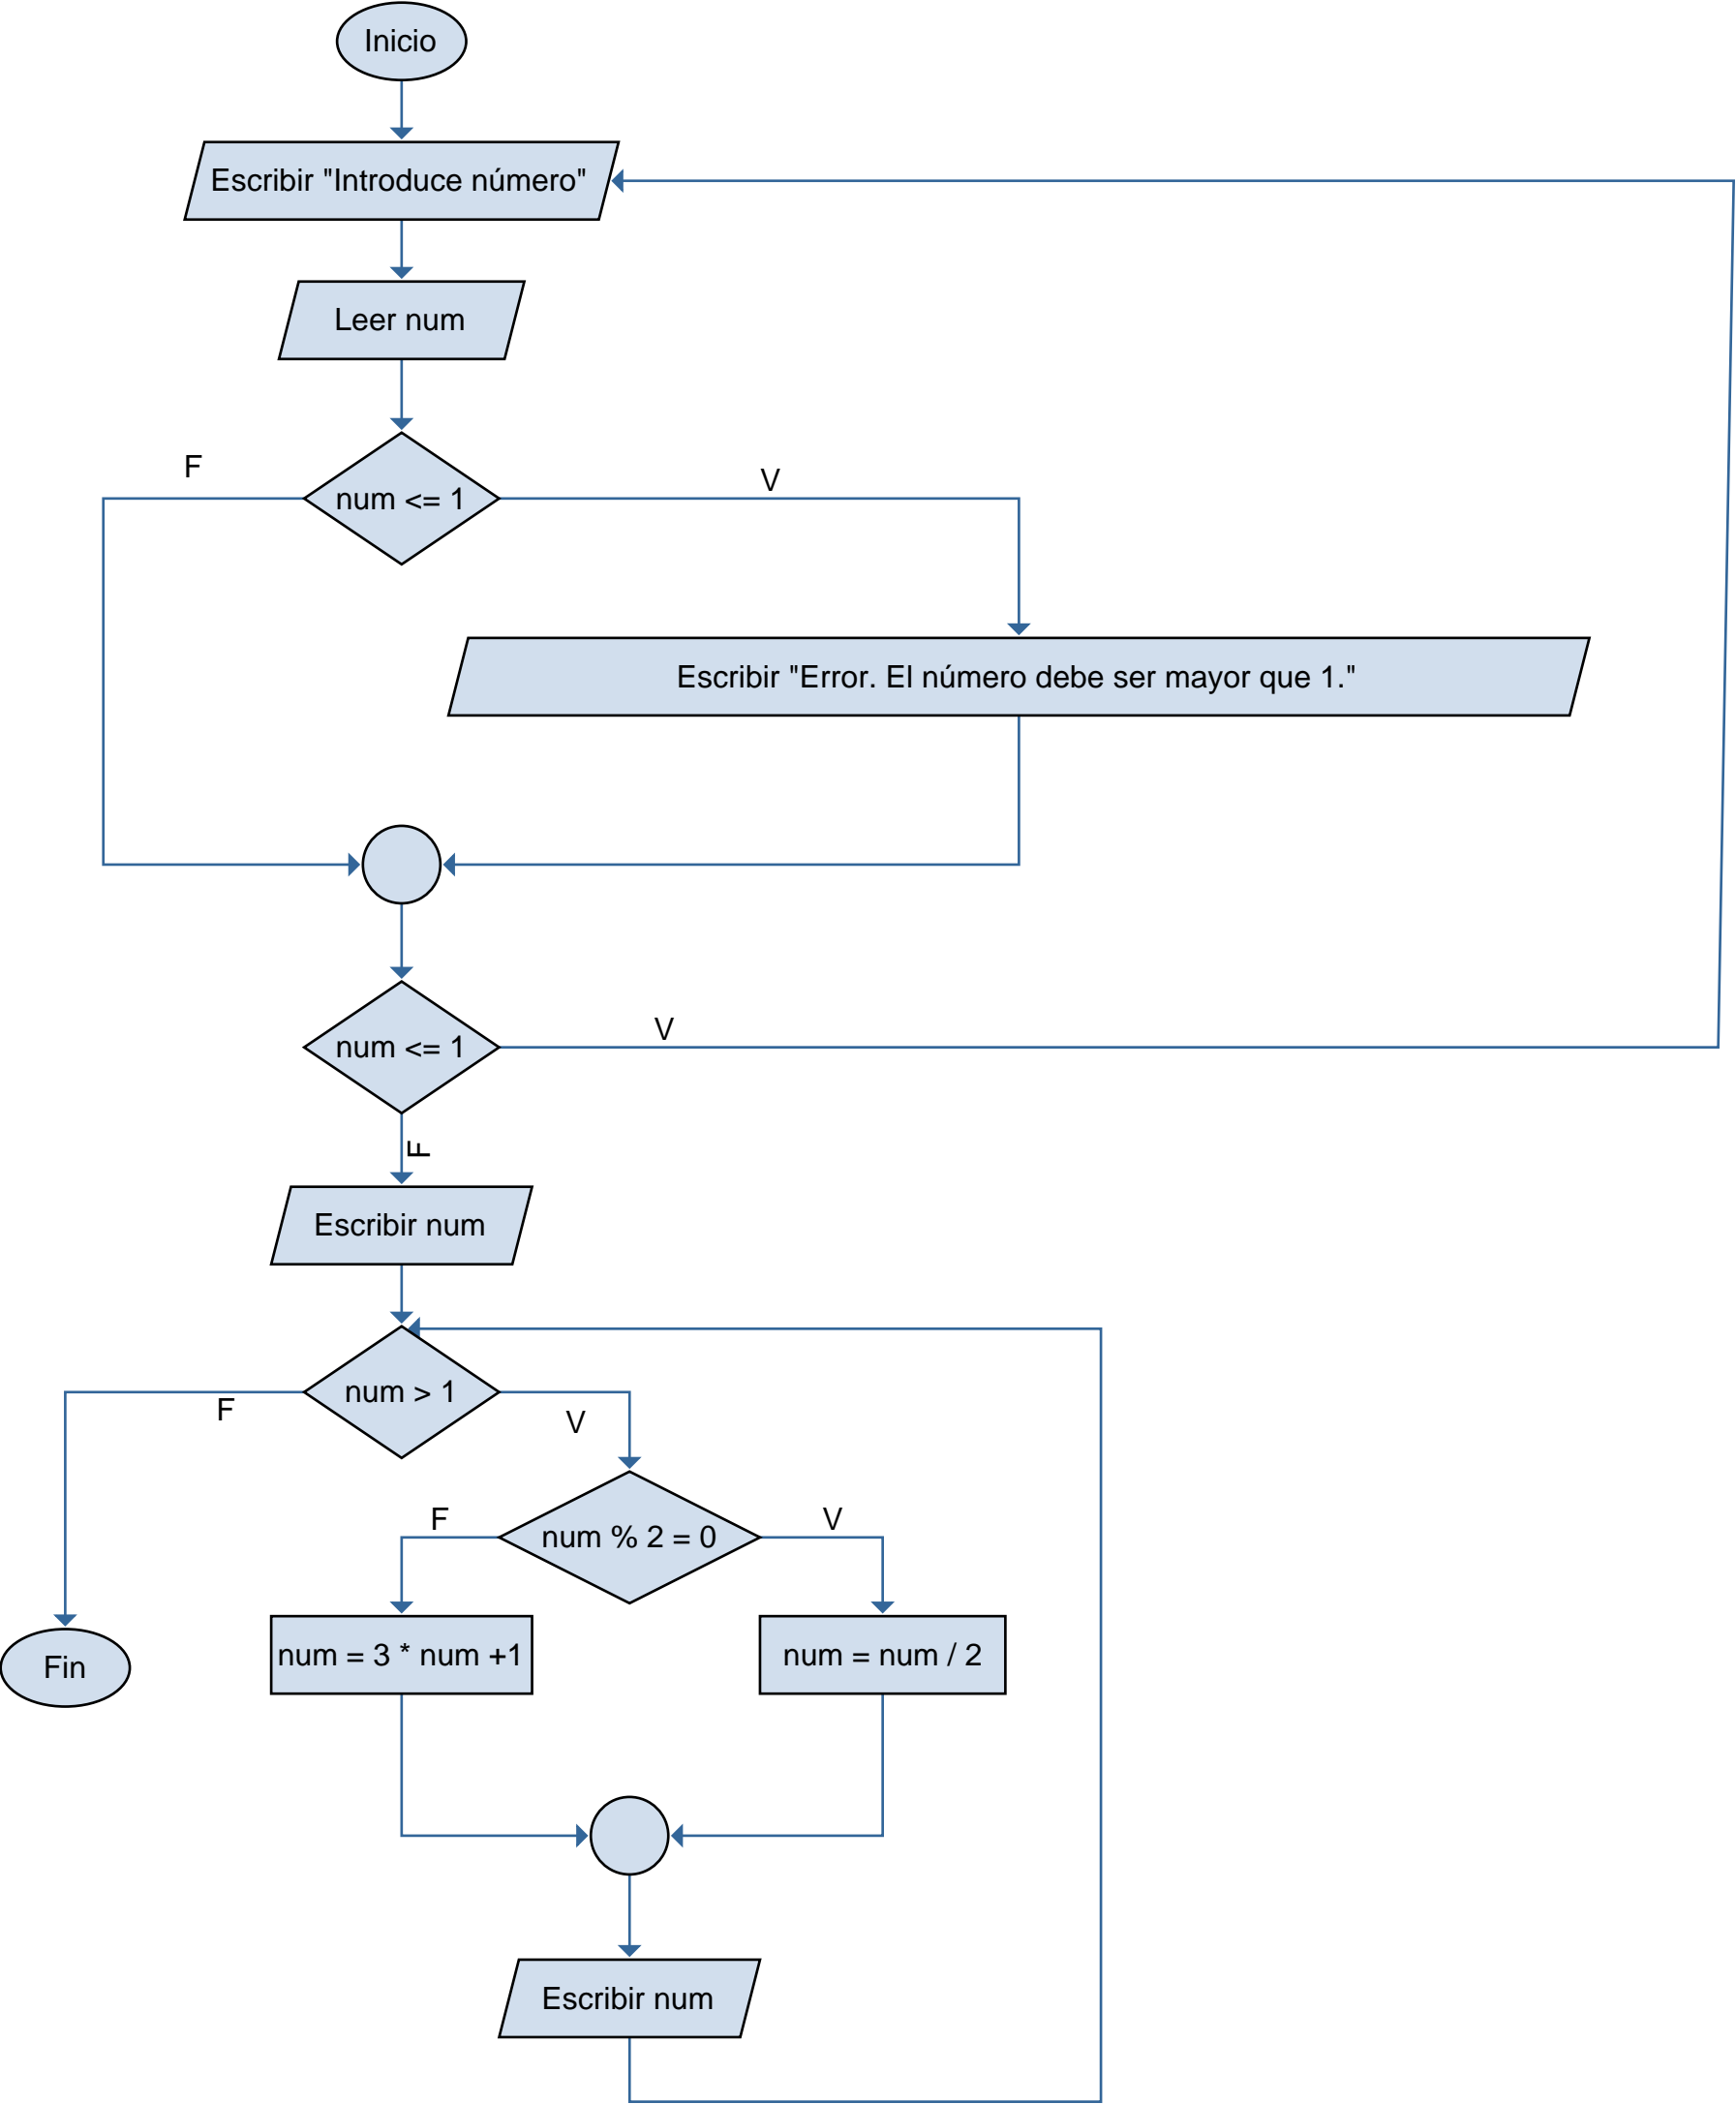 Inicio
Escribir "Introduce número"
Leer num
F
V
num <= 1
Escribir "Error. El número debe ser mayor que 1."
V
num <= 1
F
Escribir num
num > 1
F
V
F
V
num % 2 = 0
Fin
num = 3 * num +1
num = num / 2
Escribir num